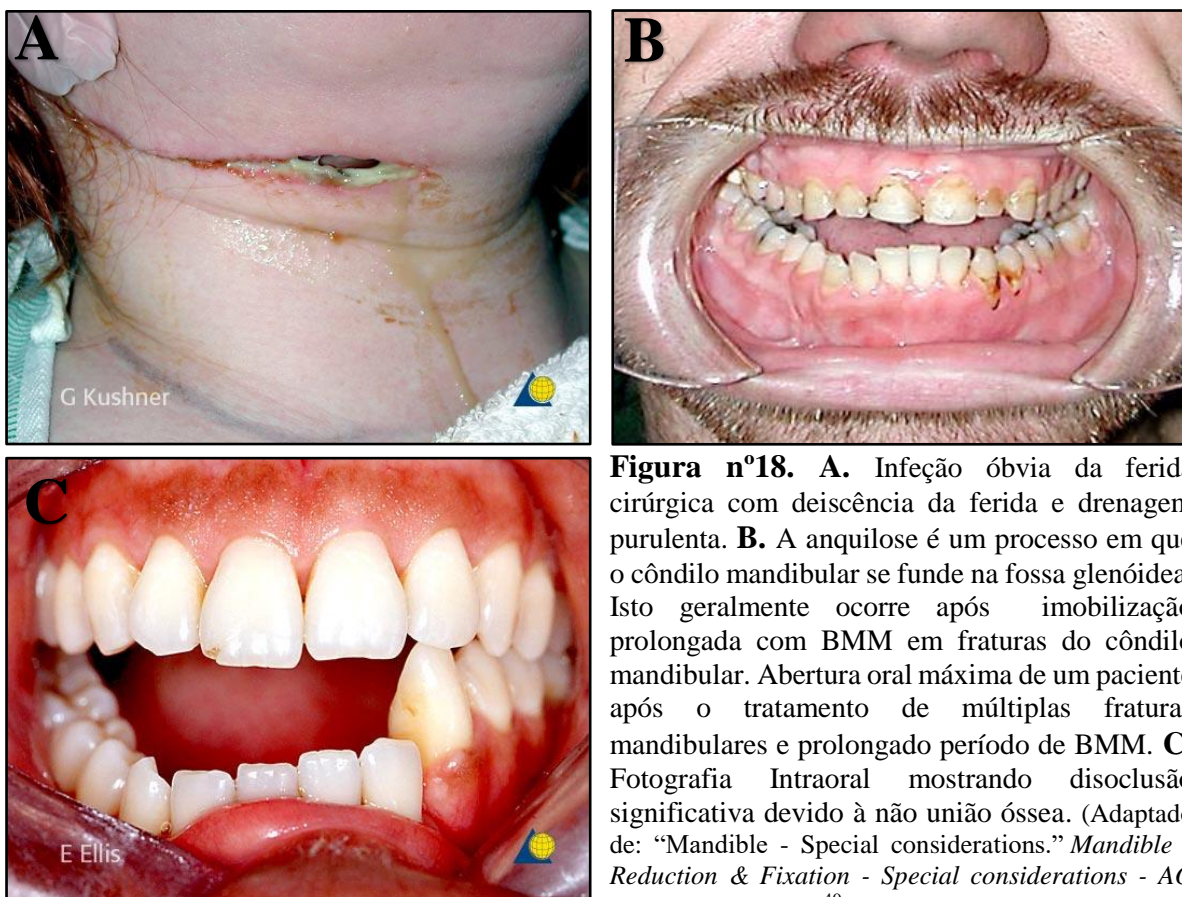 A
G Kushner
B
C
E Ellis
Figura nº18. A. Infeção óbvia da ferida
cirúrgica com deiscência da ferida e drenagem
purulenta. B. A anquilose é um processo em que
o côndilo mandibular se funde na fossa glenóidea
Isto geralmente ocorre após imobilização
prolongada com BMM em fraturas do côndilo
mandibular. Abertura oral máxima de um paciente
após o tratamento de múltiplas fratura
mandibulares e prolongado período de BMM. C
Fotografia Intraoral mostrando disoclusão
significativa devido à não união óssea. (Adaptado
de: “Mandible - Special considerations.” Mandible
Reduction & Fixation - Special considerations - AO